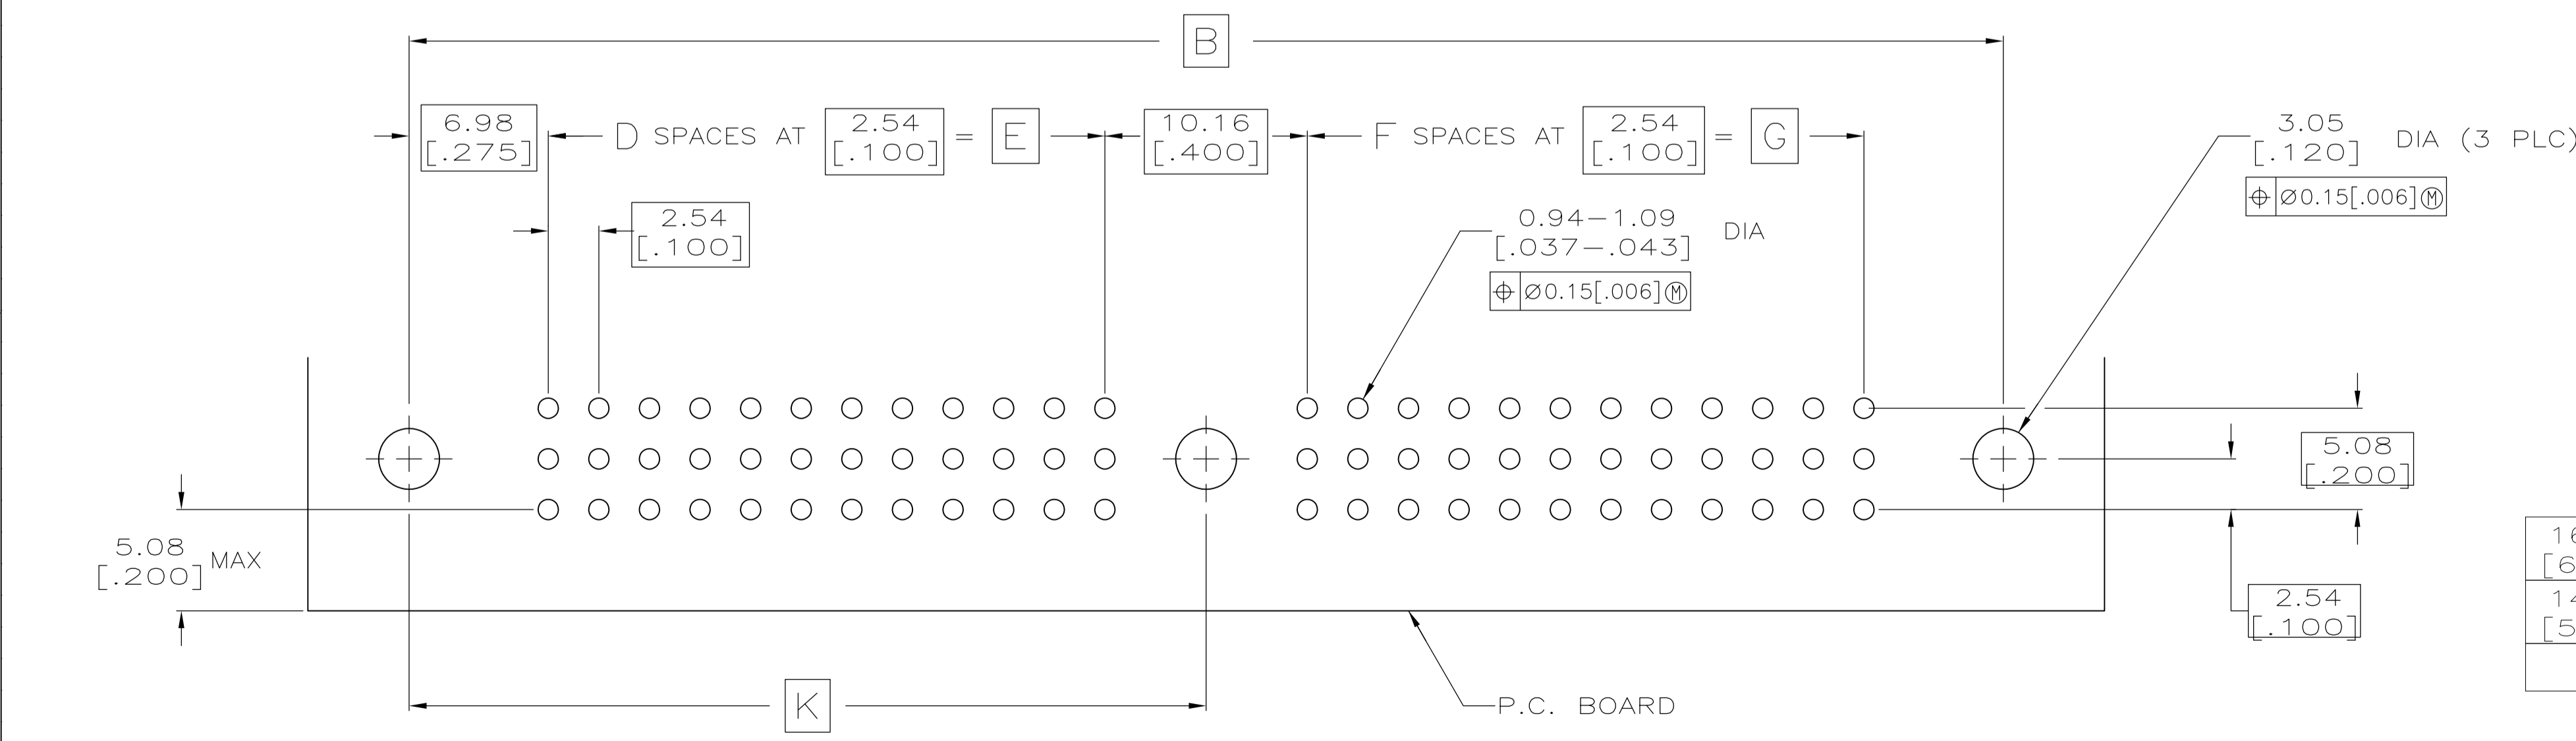 B
6.98
[.275]
D SPACES AT
2.54
[.100]
=
E
10.16
[.400]
F SPACES AT
2.54
[.100]
=
G
3.05
[.120]
DIA (3 PLC)
⌖ Ø0.15[.006]Ⓜ
2.54
[.100]
0.94-1.09
[.037-.043]
DIA
⌖ Ø0.15[.006]Ⓜ
5.08
[.200]
5.08
[.200]
MAX
2.54
[.100]
K
P.C. BOARD